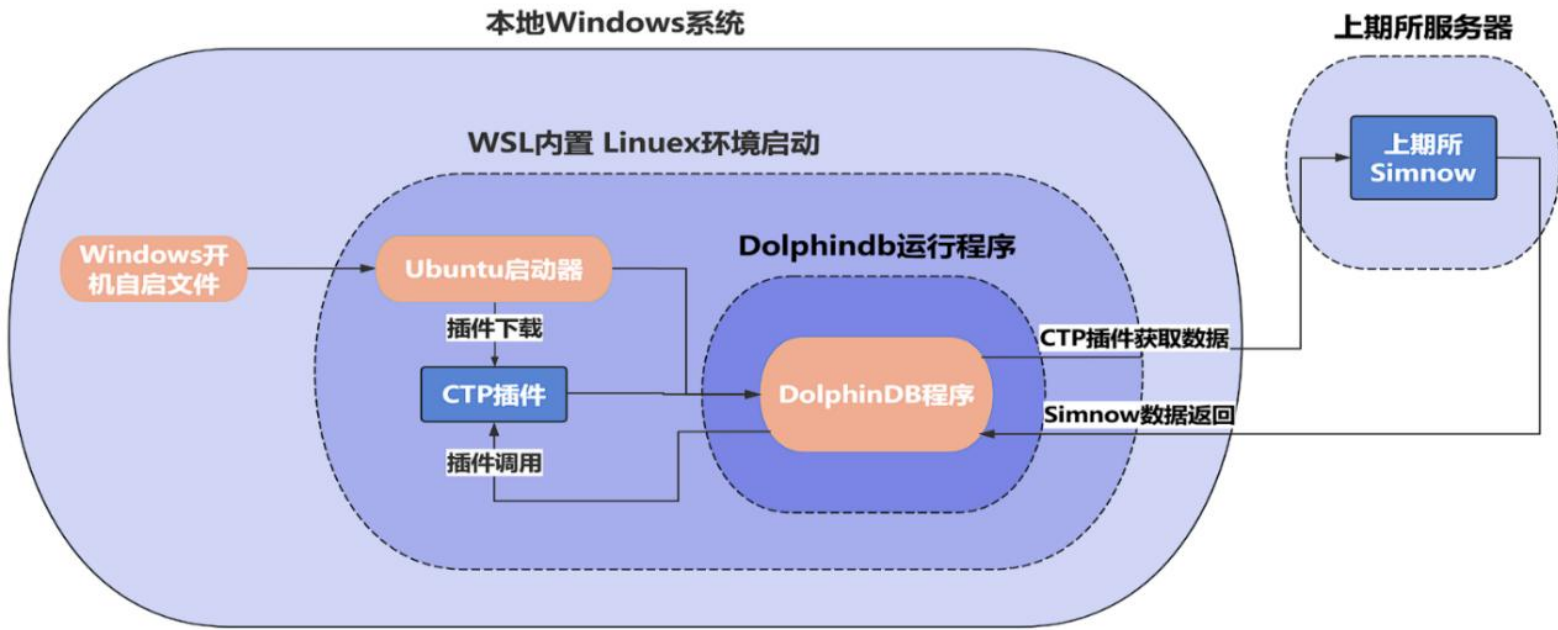 本地Windows系统
上期所服务器
WSL内置 Linuex环境启动
上期所
Simnow
Dolphindb运行程序
Windows开
机自启文件
Ubuntu启动器
插件下载
CTP插件获取数据
CTP插件
DolphinDB程序
Simnow数据返回
插件调用